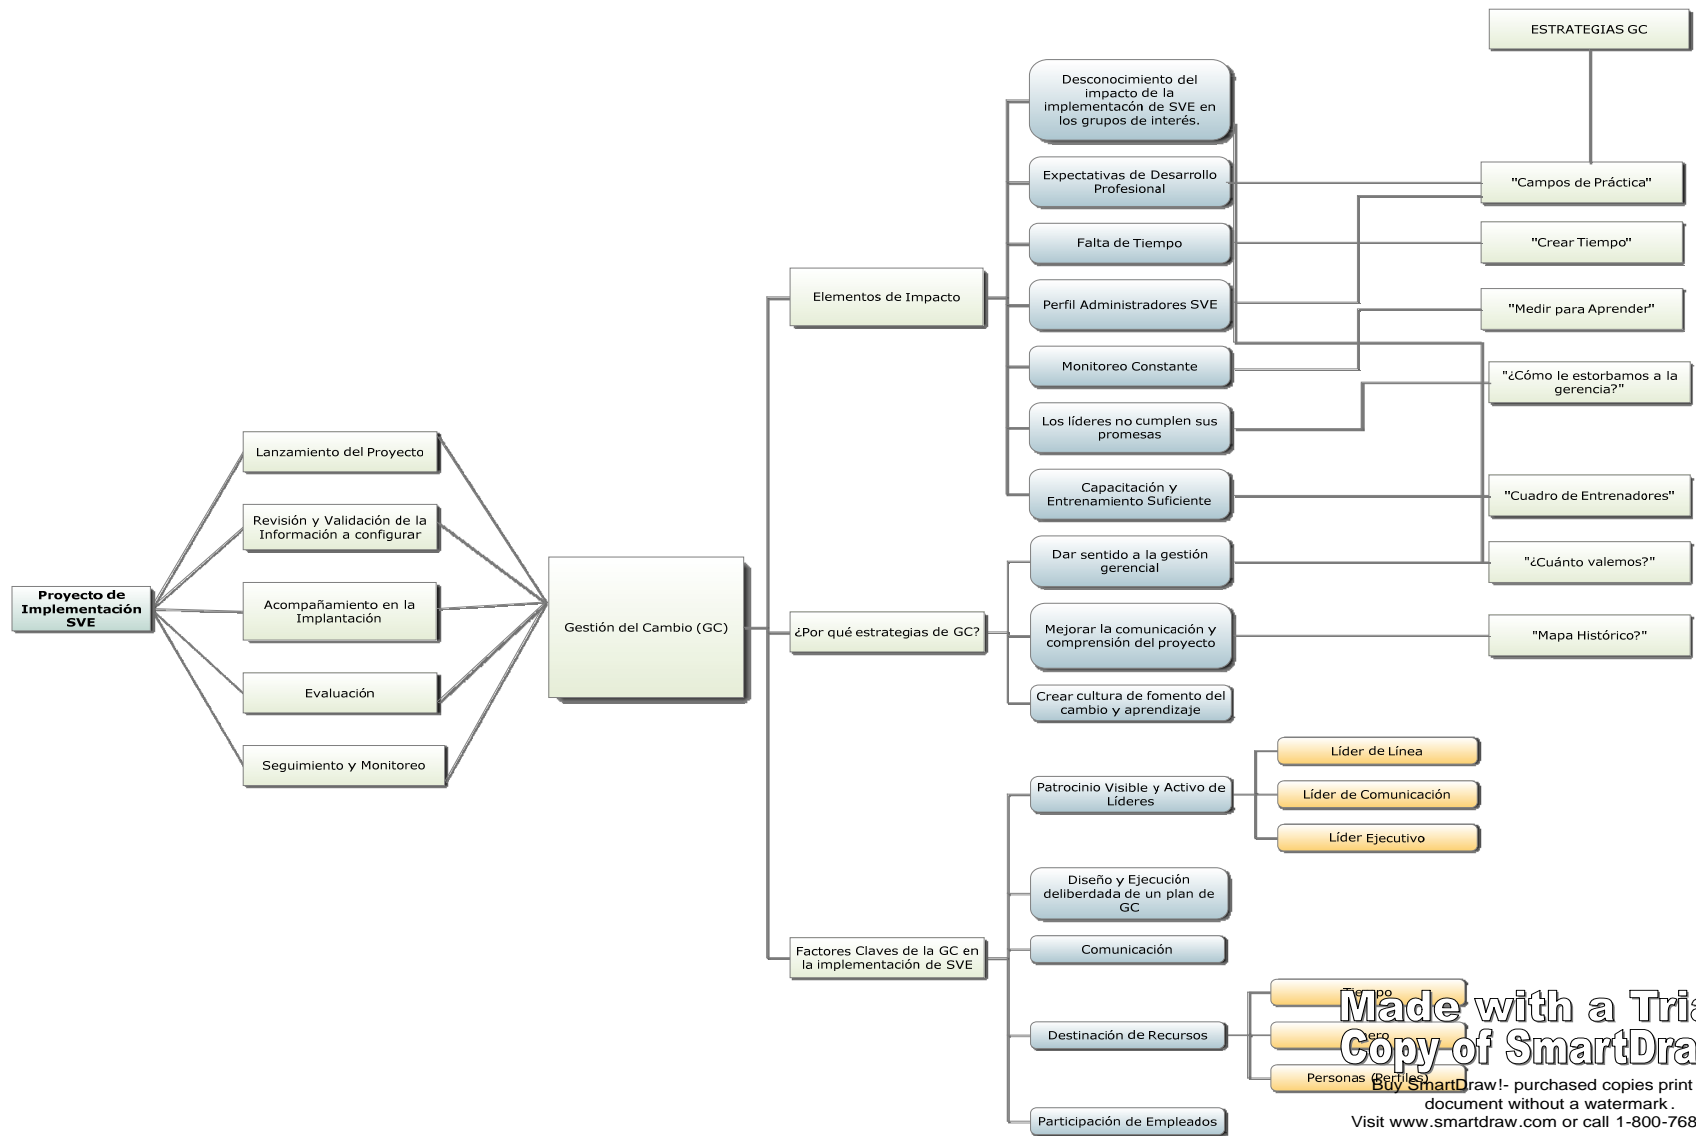 ESTRATEGIAS GC
Desconocimiento del
impacto de la
implementacón de SVE en
los grupos de interés.
Expectativas de Desarrollo
Profesional
"Campos de Práctica"
Falta de Tiempo
"Crear Tiempo"
Elementos de Impacto
Perfil Administradores SVE
"Medir para Aprender"
Monitoreo Constante
"¿Cómo le estorbamos a la
gerencia?"
Los líderes no cumplen sus
promesas
Capacitación y
Entrenamiento Suficiente
"Cuadro de Entrenadores"
Lanzamiento del Proyecto
Revisión y Validación de la
Información a configurar
Acompañamiento en la
Implantación
Evaluación
Seguimiento y Monitoreo
Proyecto de
Implementación
SVE
Gestión del Cambio (GC)
¿Por qué estrategias de GC?
Dar sentido a la gestión
gerencial
"¿Cuánto valemos?"
Mejorar la comunicación y
comprensión del proyecto
"Mapa Histórico?"
Crear cultura de fomento del
cambio y aprendizaje
Patrocinio Visible y Activo de
Líderes
Líder de Línea
Líder de Comunicación
Líder Ejecutivo
Diseño y Ejecución
deliberdada de un plan de
GC
Factores Claves de la GC en
la implementación de SVE
Comunicación
Destinación de Recursos
Personas (Perfiles)
Participación de Empleados
Made with a
Copy of
Buy SmartDraw!- purchased copies print
document without a watermark.
Visit www.smartdraw.com or call 1-800-768